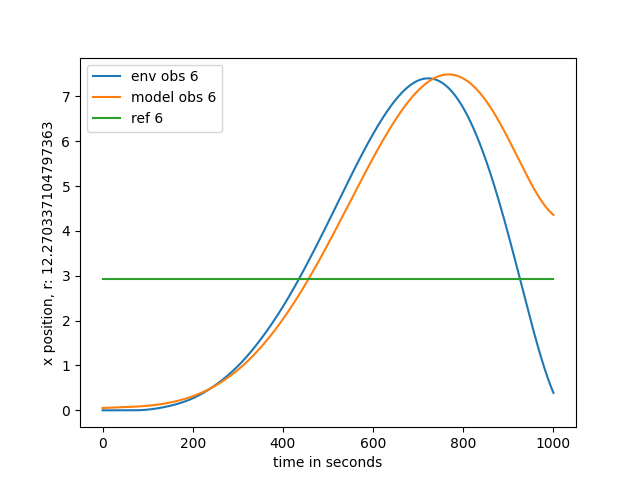 env obs 6
model obs 6
ref 6
7
6
5
4
3
2
1
0
x position, r: 12.270337104797363
0 200 400 600 800 1000
time in seconds